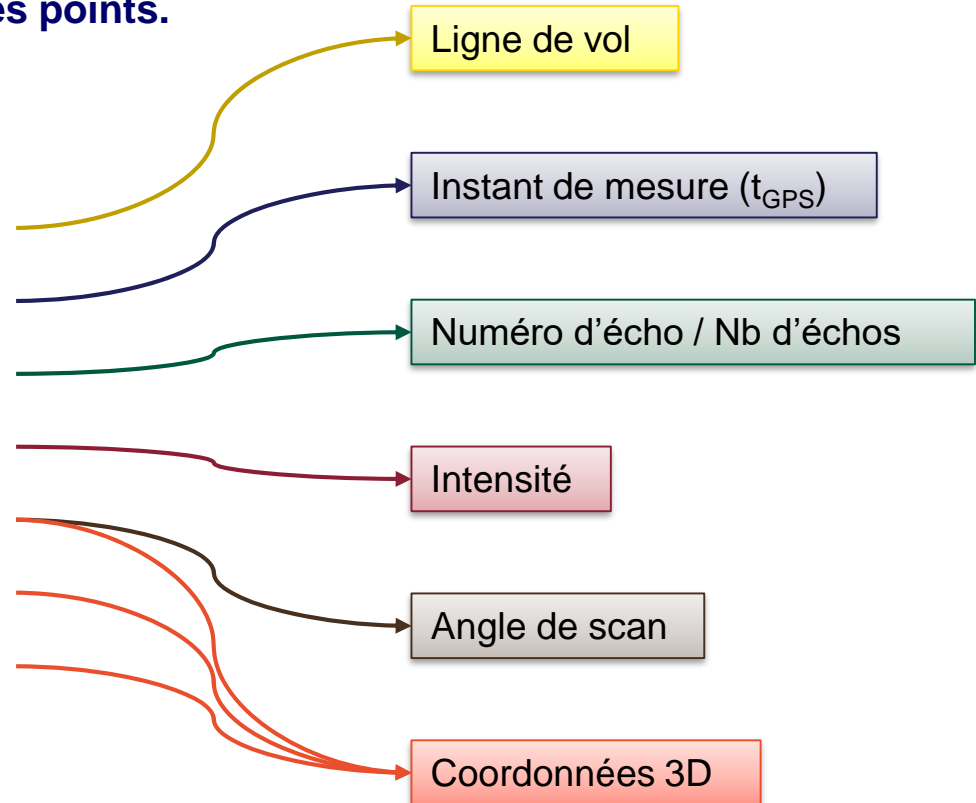 es points.
Ligne de vol
Instant de mesure (tGPS)
Numéro d’écho / Nb d’échos
Intensité
Angle de scan
Coordonnées 3D